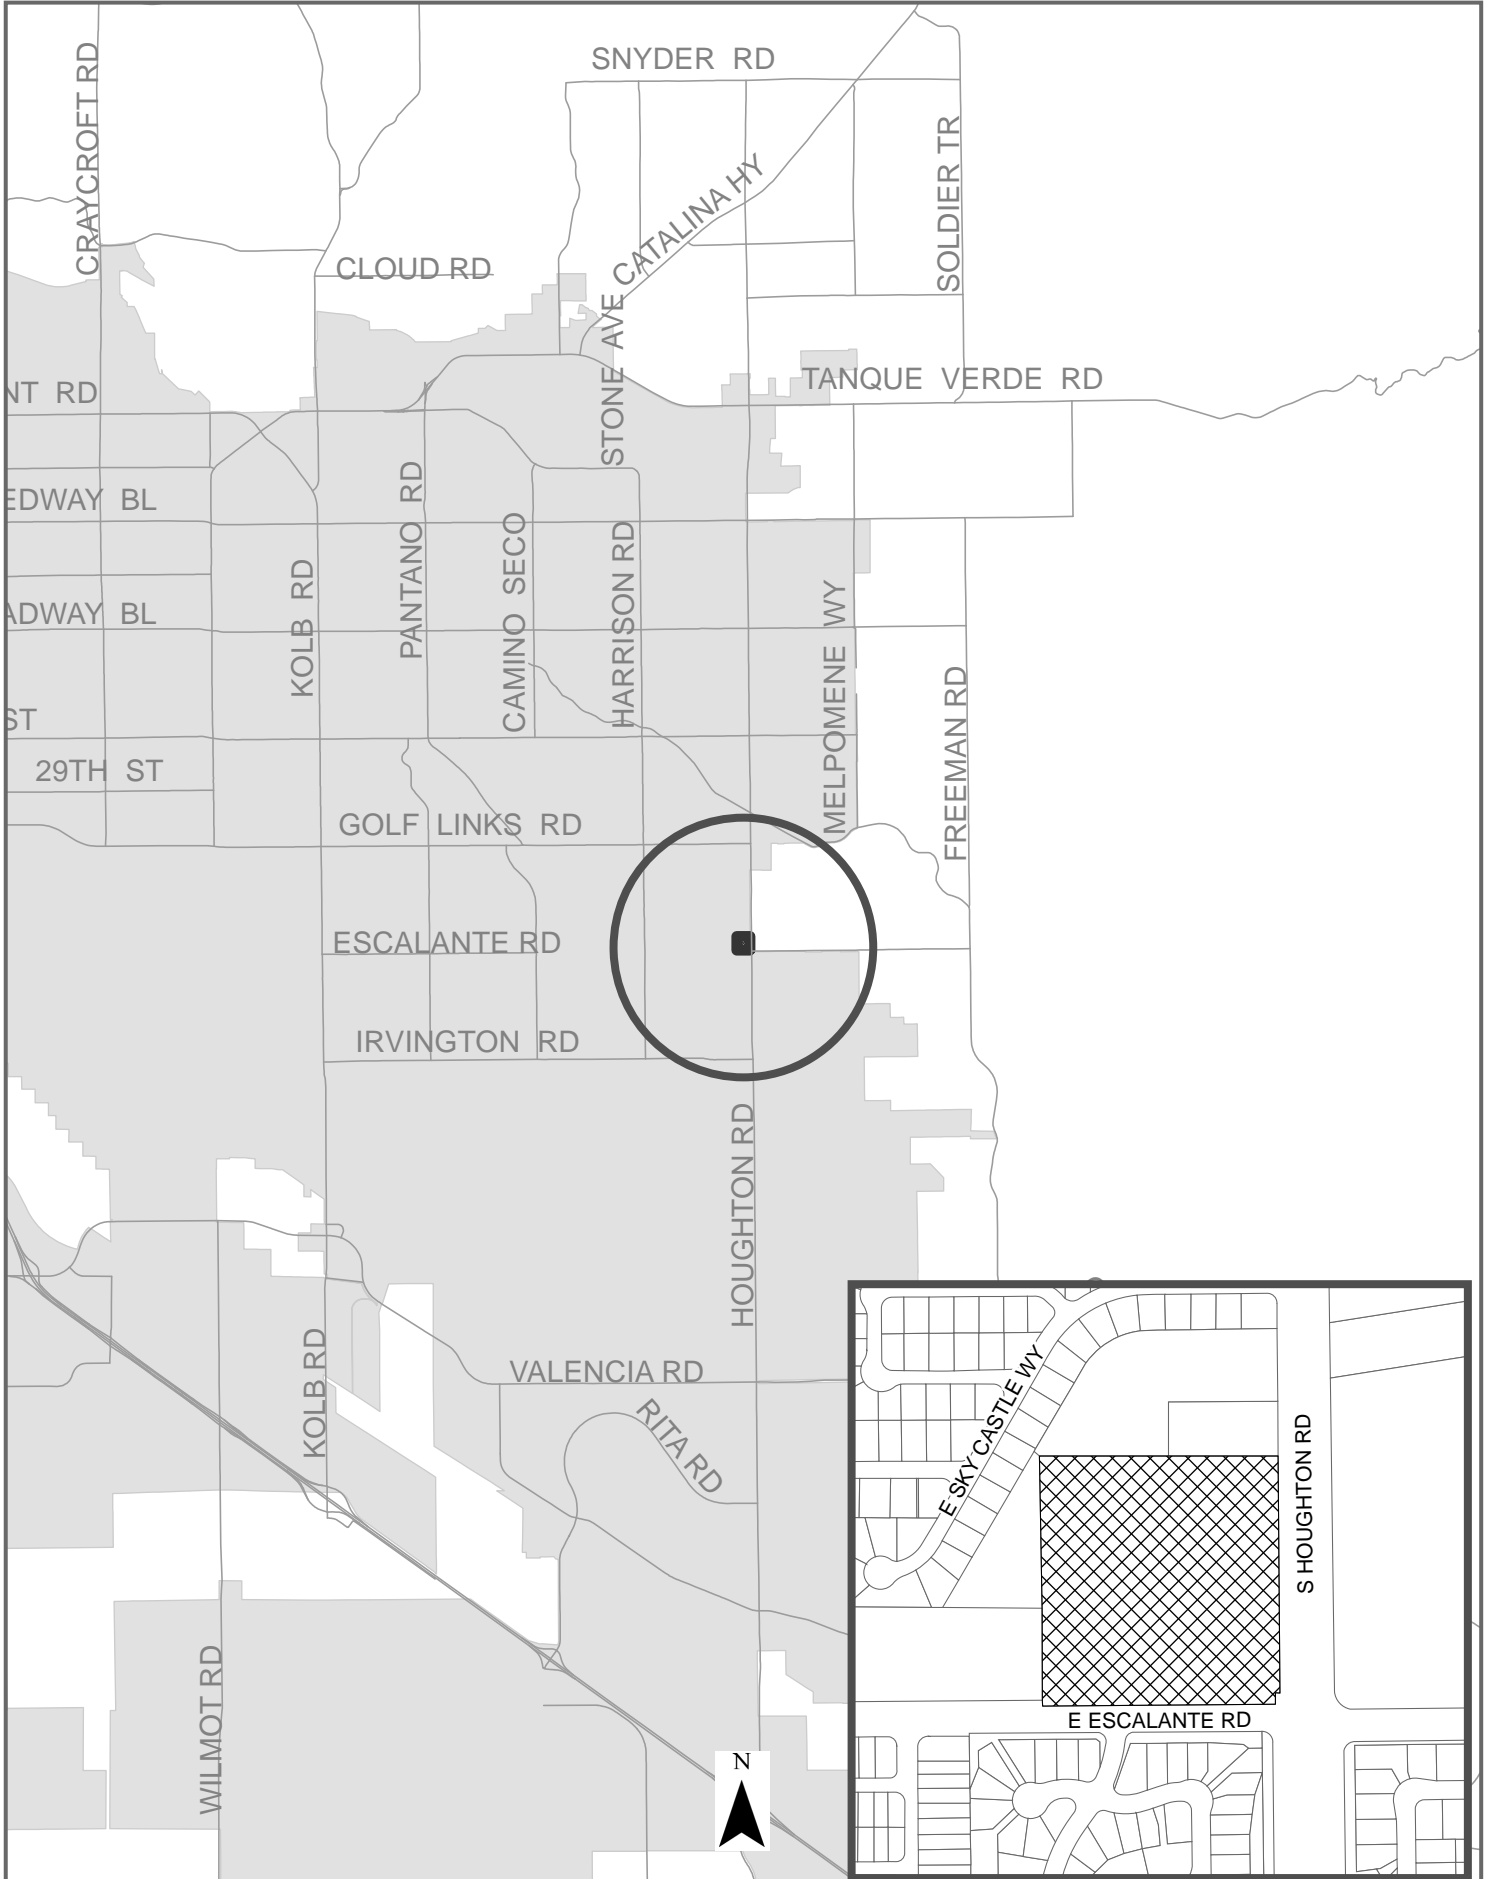 SNYDER RD
CRAYCROFT RD
SOLDIER TR
CATALINA HY
CLOUD RD
STONE AVE
NT RD
TANQUE VERDE RD
EDWAY BL
PANTANO RD
CAMINO SECO
HARRISON RD
KOLB RD
ADWAY BL
MELPOMENE WY
FREEMAN RD
ST
29TH ST
GOLF LINKS RD
ESCALANTE RD
IRVINGTON RD
HOUGHTON RD
KOLB RD
VALENCIA RD
RITA RD
WILMOT RD
N
E SKY CASTLE WY
S HOUGHTON RD
E ESCALANTE RD